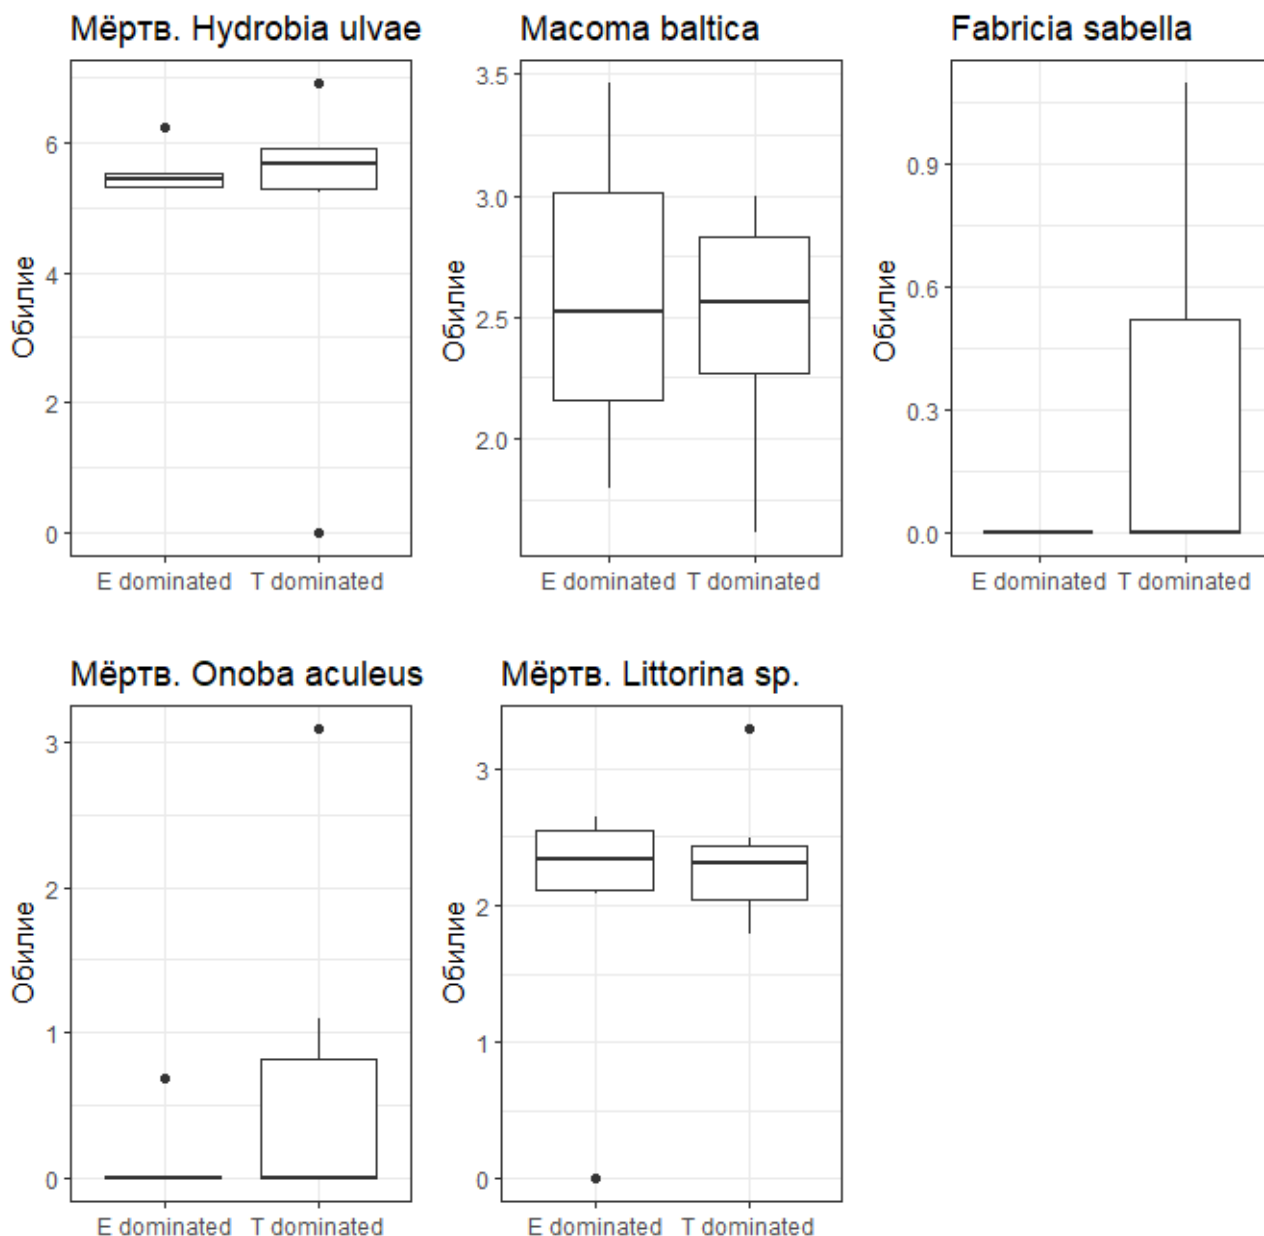 Мёртв. Hydrobia ulvae
Обилие
6
4
2
0
E dominated
T dominated
Macoma baltica
Обилие
3.5
3.0
2.5
2.0
E dominated
T dominated
Fabricia sabella
Обилие
0.9
0.6
0.3
0.0
E dominated
T dominated
Мёртв. Onoba aculeus
Обилие
3
2
1
0
E dominated
T dominated
Мёртв. Littorina sp.
Обилие
3
2
1
0
E dominated
T dominated